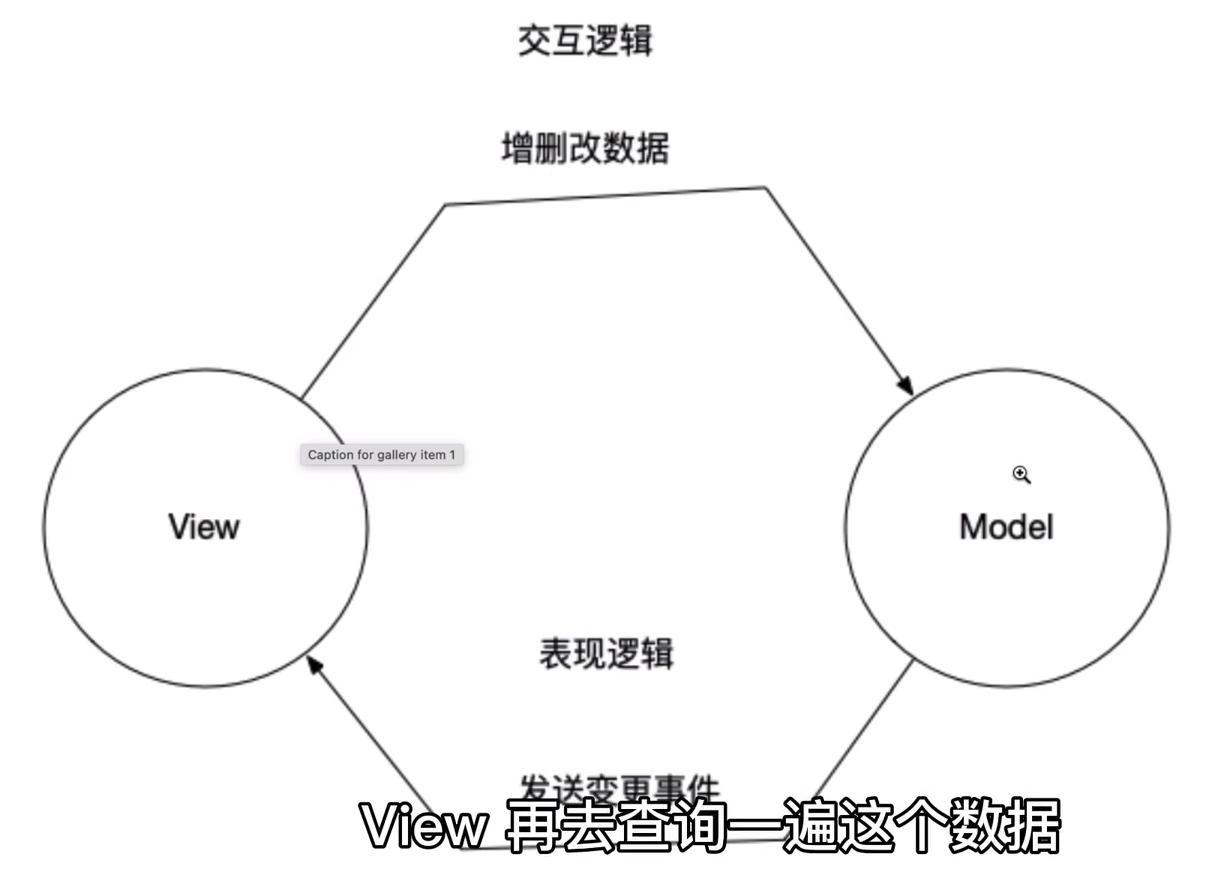 交互逻辑
增删改数据
Caption for gallery item 1
View
Model
表现逻辑
发送变更事件
View 再去查询一遍这个数据